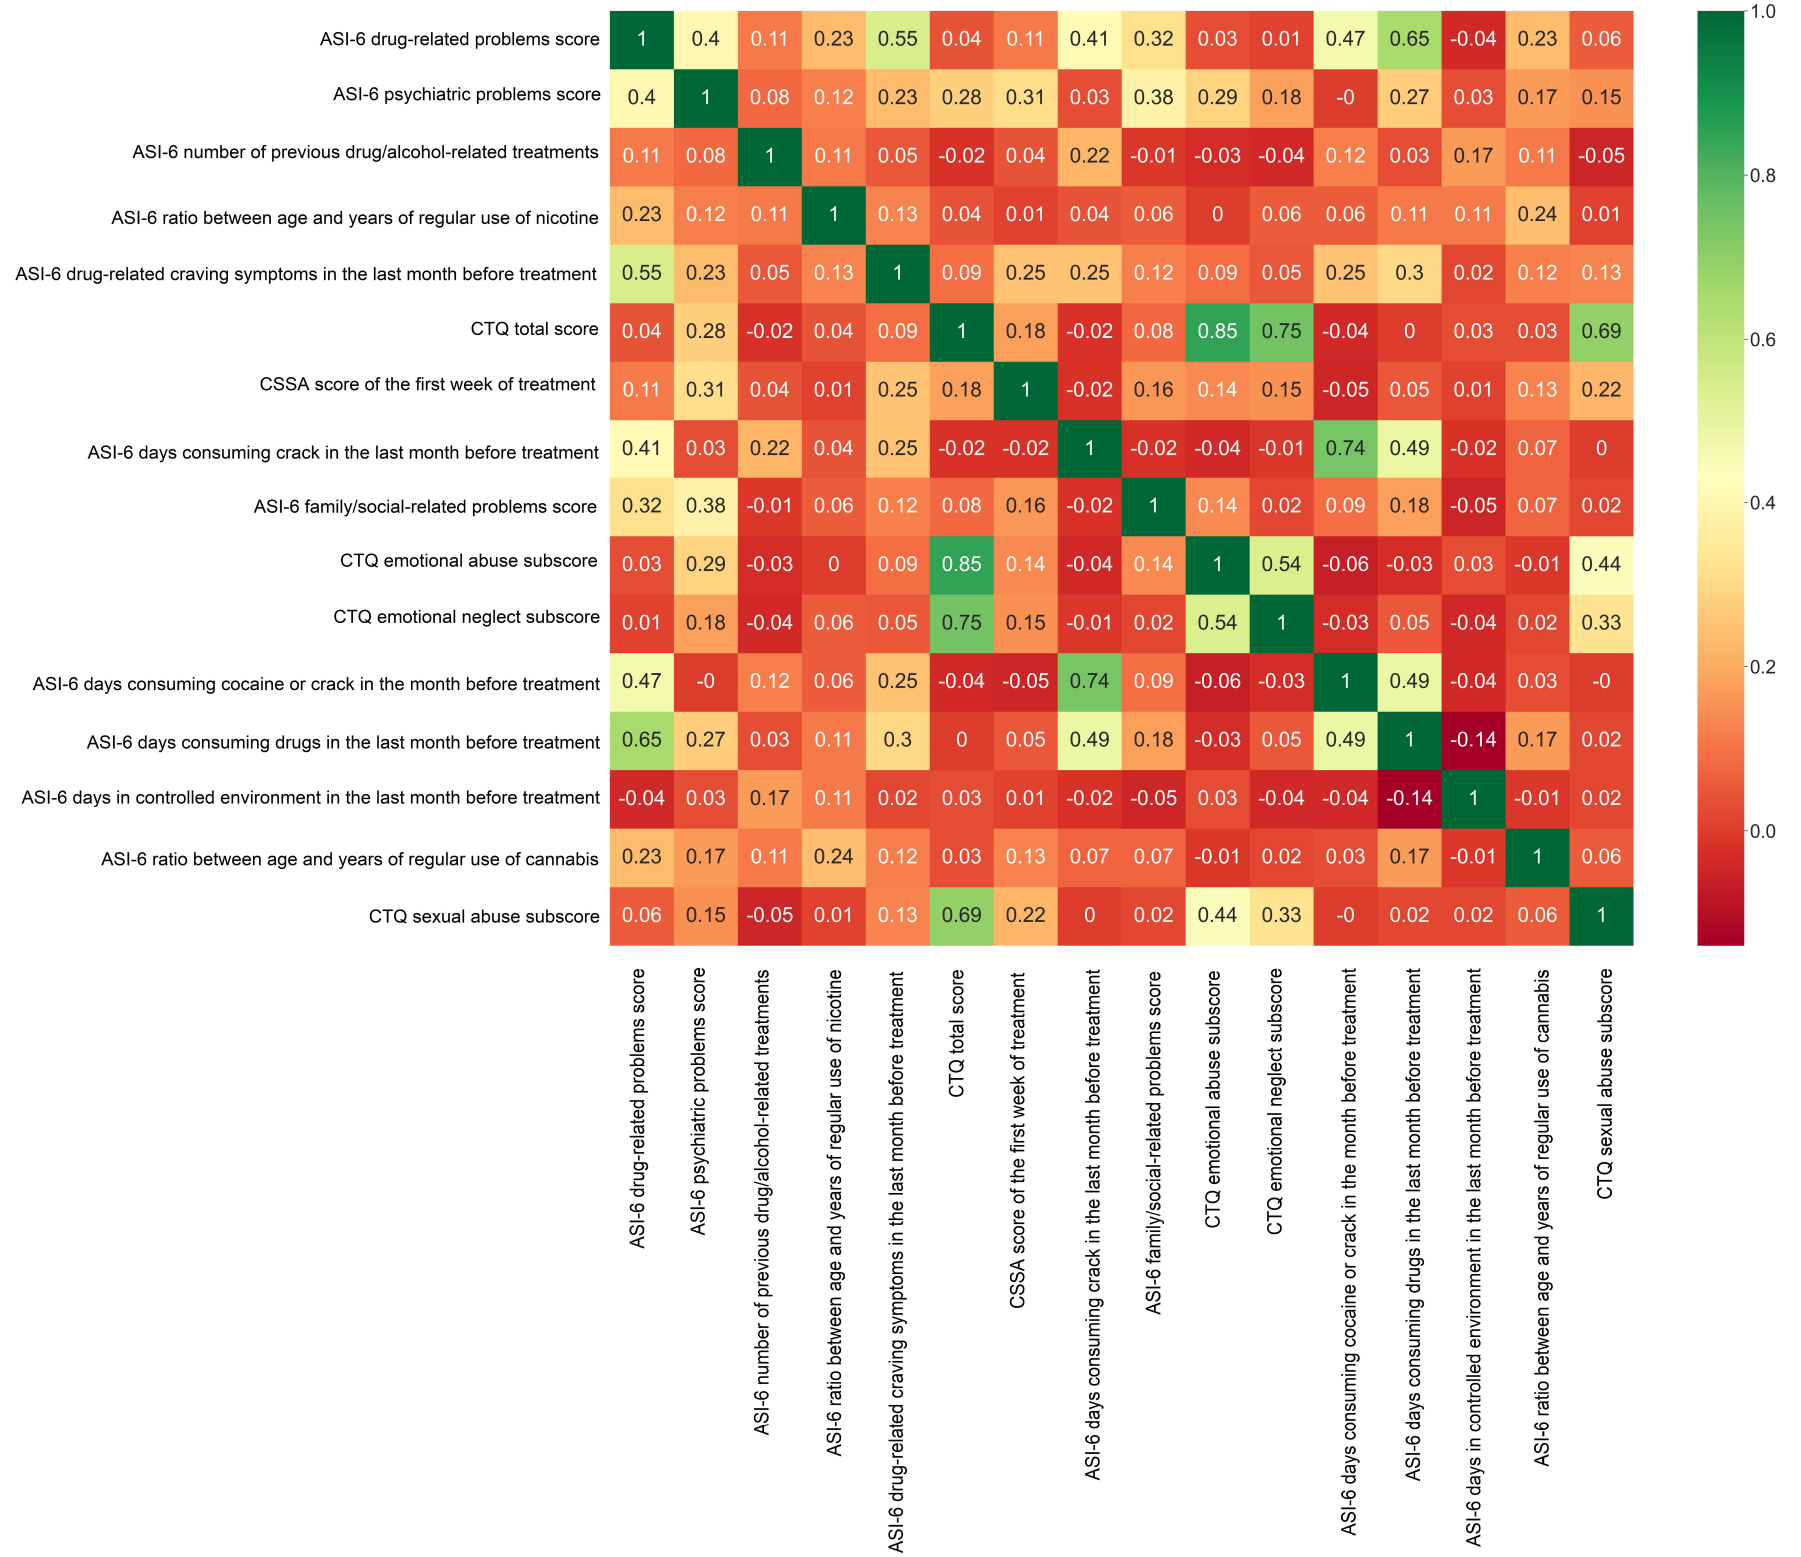 ASI-6 drug-related problems score 1 0.4 0.11 0.23 0.55 0.04 0.11 0.41 0.32 0.03 0.01 0.47 0.65 -0.04 0.23 0.06
ASI-6 psychiatric problems score 0.4 1 0.08 0.12 0.23 0.28 0.31 0.03 0.38 0.29 0.18 -0 0.27 0.03 0.17 0.15
ASI-6 number of previous drug/alcohol-related treatments 0.11 0.08 1 0.11 0.05 -0.02 0.04 0.22 -0.01 -0.03 -0.04 0.12 0.03 0.17 0.11 -0.05
ASI-6 ratio between age and years of regular use of nicotine 0.23 0.12 0.11 1 0.13 0.04 0.01 0.04 0.06 0 0.06 0.06 0.11 0.11 0.24 0.01
ASI-6 drug-related craving symptoms in the last month before treatment 0.55 0.23 0.05 0.13 1 0.09 0.25 0.25 0.12 0.09 0.05 0.25 0.3 0.02 0.12 0.13
CTQ total score 0.04 0.28 -0.02 0.04 0.09 1 0.18 -0.02 0.08 0.85 0.75 -0.04 0 0.03 0.03 0.69
CSSA score of the first week of treatment 0.11 0.31 0.04 0.01 0.25 0.18 1 -0.02 0.16 0.14 0.15 -0.05 0.05 0.01 0.13 0.22
ASI-6 days consuming crack in the last month before treatment 0.41 0.03 0.22 0.04 0.25 -0.02 -0.02 1 -0.02 -0.04 -0.01 0.74 0.49 -0.02 0.07 0
ASI-6 family/social-related problems score 0.32 0.38 -0.01 0.06 0.12 0.08 0.16 -0.02 1 0.14 0.02 0.09 0.18 -0.05 0.07 0.02
CTQ emotional abuse subscore 0.03 0.29 -0.03 0 0.09 0.85 0.14 -0.04 0.14 1 0.54 -0.06 -0.03 0.03 -0.01 0.44
CTQ emotional neglect subscore 0.01 0.18 -0.04 0.06 0.05 0.75 0.15 -0.01 0.02 0.54 1 -0.03 0.05 -0.04 0.02 0.33
ASI-6 days consuming cocaine or crack in the month before treatment 0.47 -0 0.12 0.06 0.25 -0.04 -0.05 0.74 0.09 -0.06 -0.03 1 0.49 -0.04 0.03 -0
ASI-6 days consuming drugs in the last month before treatment 0.65 0.27 0.03 0.11 0.3 0 0.05 0.49 0.18 -0.03 0.05 0.49 1 -0.14 0.17 0.02
ASI-6 days in controlled environment in the last month before treatment -0.04 0.03 0.17 0.11 0.02 0.03 0.01 -0.02 -0.05 0.03 -0.04 -0.04 -0.14 1 -0.01 0.02
ASI-6 ratio between age and years of regular use of cannabis 0.23 0.17 0.11 0.24 0.12 0.03 0.13 0.07 0.07 -0.01 0.02 0.03 0.17 -0.01 1 0.06
CTQ sexual abuse subscore 0.06 0.15 -0.05 0.01 0.13 0.69 0.22 0 0.02 0.44 0.33 -0 0.02 0.02 0.06 1
ASI-6 drug-related problems score
ASI-6 psychiatric problems score
ASI-6 number of previous drug/alcohol-related treatments
ASI-6 ratio between age and years of regular use of nicotine
ASI-6 drug-related craving symptoms in the last month before treatment
CTQ total score
CSSA score of the first week of treatment
ASI-6 days consuming crack in the last month before treatment
ASI-6 family/social-related problems score
CTQ emotional abuse subscore
CTQ emotional neglect subscore
ASI-6 days consuming cocaine or crack in the month before treatment
ASI-6 days consuming drugs in the last month before treatment
ASI-6 days in controlled environment in the last month before treatment
ASI-6 ratio between age and years of regular use of cannabis
CTQ sexual abuse subscore
1.0
0.8
0.6
0.4
0.2
0.0